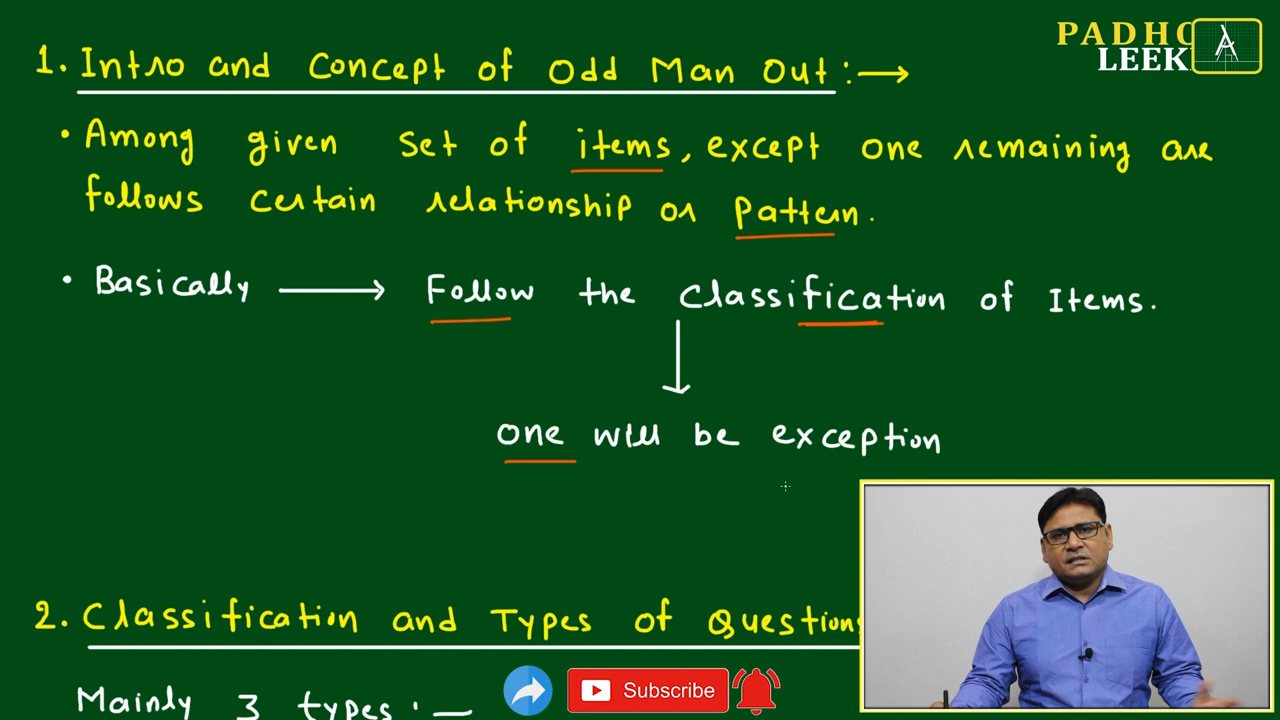 PADHO
LEEK
1. Intro and Concept of Odd Man Out :→
• Among given set of items, except one remaining are
follows certain relationship or pattern.
• Basically → Follow the classification of Items.
one will be exception
2. Classification and Types of Questions
Mainly 3 types :—
Subscribe